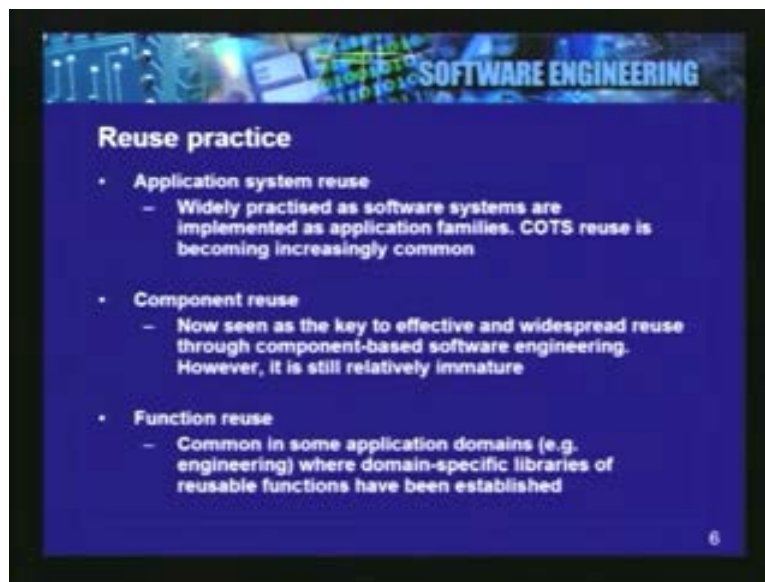 SOFTWARE ENGINEERING
Reuse practice
• Application system reuse
– Widely practised as software systems are
implemented as application families. COTS reuse is
becoming increasingly common
• Component reuse
– Now seen as the key to effective and widespread reuse
through component-based software engineering.
However, it is still relatively immature
• Function reuse
– Common in some application domains (e.g.
engineering) where domain-specific libraries of
reusable functions have been established
6